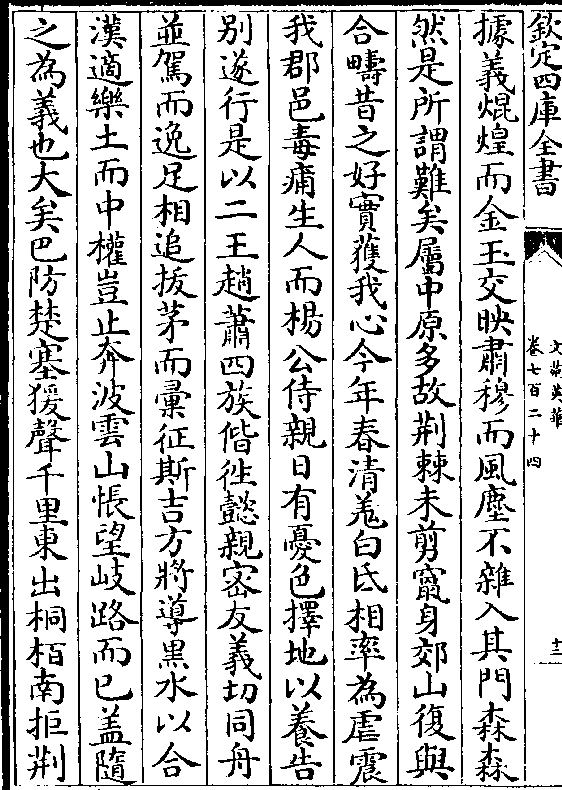 欽定四庫全書
文苑英華
卷七百二十四
十三
據義焜煌而金玉交映肅穆而風塵不雜入其門森森
然是所謂難矣屬中原多故荆棘未剪竄身郊山復與
合疇昔之好實獲我心今年春清羗白氐相率為虐震
我郡邑毒痡生人而楊公侍親日有憂色擇地以養告
别遂行是以二王趙蕭四族偕徃懿親宻友義切同舟
並駕而逸足相追拔茅而彚征斯吉方將導黒水以合
漢適樂土而中權豈止奔波雲山悵望岐路而已盖隨
之為義也大矣巴防楚塞猨聲千里東出桐栢南拒荆